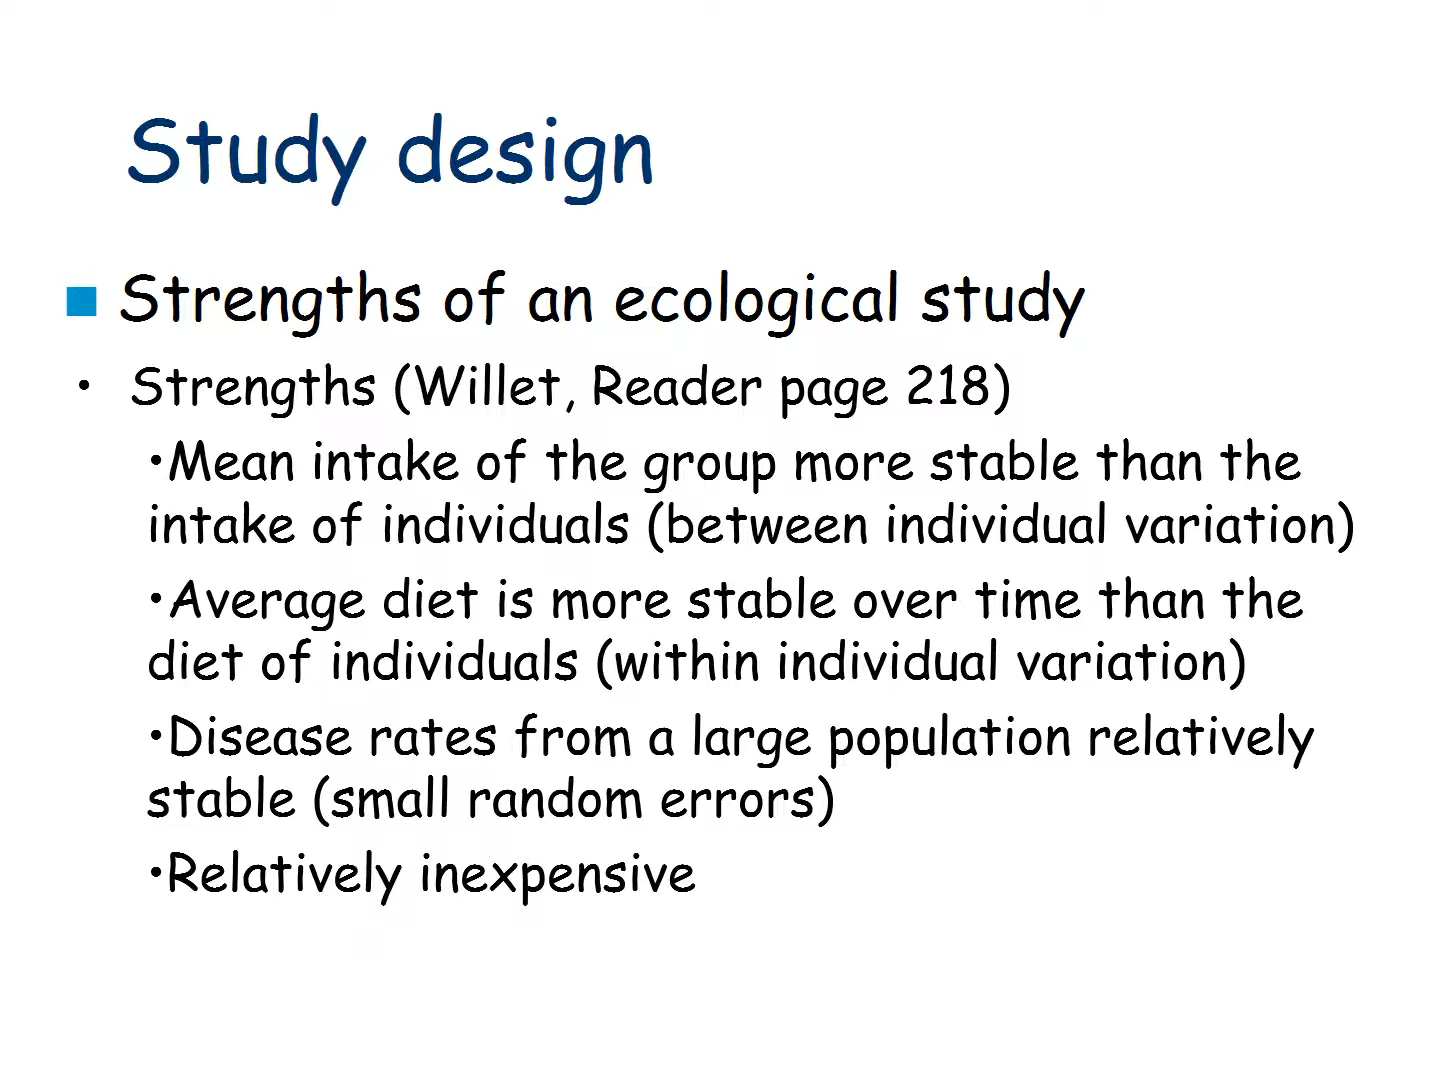 Study design
Strengths of an ecological study
• Strengths (Willet, Reader page 218)
•Mean intake of the group more stable than the
intake of individuals (between individual variation)
•Average diet is more stable over time than the
diet of individuals (within individual variation)
•Disease rates from a large population relatively
stable (small random errors)
•Relatively inexpensive